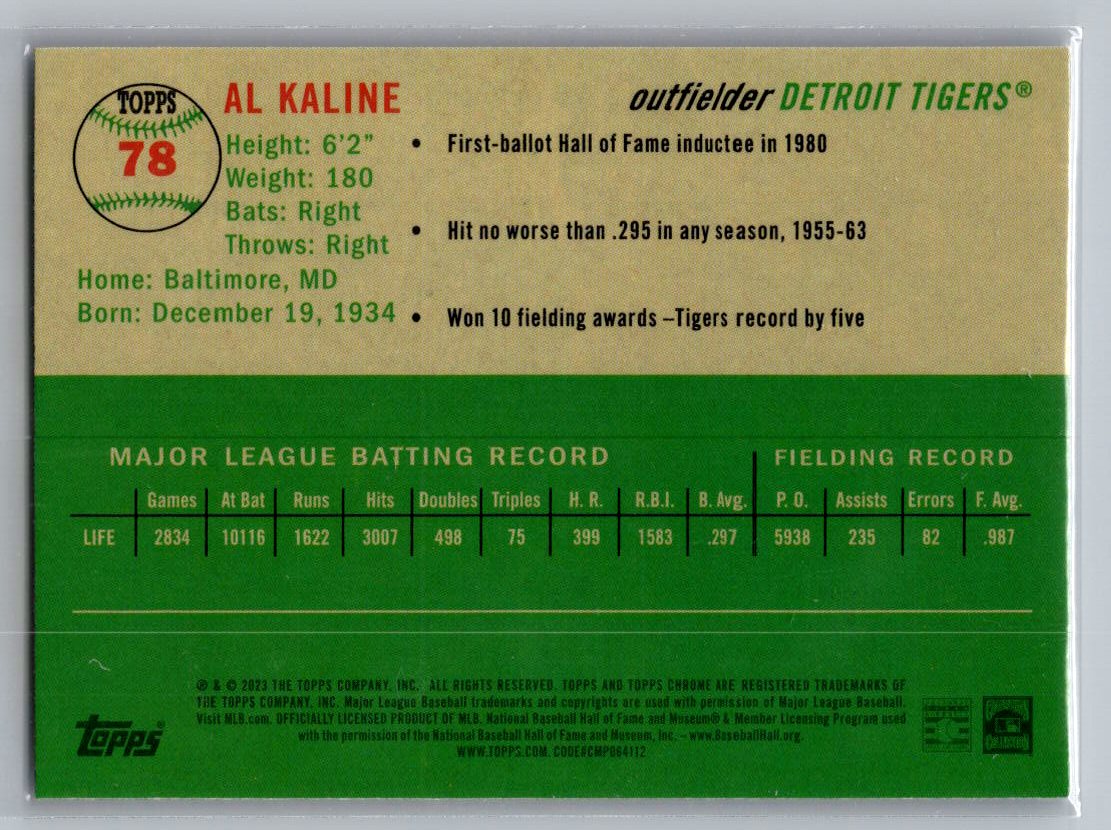 TOPPS
78
AL KALINE
outfielder DETROIT TIGERS®
Height: 6'2"
Weight: 180
Bats: Right
Throws: Right
Home: Baltimore, MD
Born: December 19, 1934
• First-ballot Hall of Fame inductee in 1980
• Hit no worse than .295 in any season, 1955-63
• Won 10 fielding awards –Tigers record by five
MAJOR LEAGUE BATTING RECORD FIELDING RECORD
Games At Bat Runs Hits Doubles Triples H. R. R.B.I. B. Avg. P. O. Assists Errors F. Avg.
LIFE 2834 10116 1622 3007 498 75 399 1583 .297 5938 235 82 .987
® & © 2023 THE TOPPS COMPANY, INC. ALL RIGHTS RESERVED. TOPPS AND TOPPS CHROME ARE REGISTERED TRADEMARKS OF
THE TOPPS COMPANY, INC. Major League Baseball trademarks and copyrights are used with permission of Major League Baseball.
Visit MLB.com. OFFICIALLY LICENSED PRODUCT OF MLB. National Baseball Hall of Fame and Museum® & Member Licensing Program used
with the permission of the National Baseball Hall of Fame and Museum, Inc. – www.BaseballHall.org.
WWW.TOPPS.COM. CODE#CMP064112
topps®